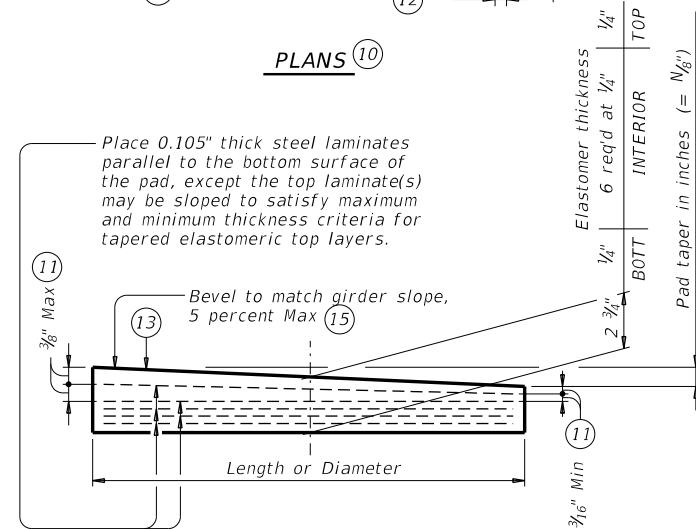 12
PLANS 10
Place 0.105" thick steel laminates
parallel to the bottom surface of
the pad, except the top laminate(s)
may be sloped to satisfy maximum
and minimum thickness criteria for
tapered elastomeric top layers.
11
3/8" Max
13
Bevel to match girder slope,
5 percent Max 15
Length or Diameter
11
3/16" Min
Elastomer thickness
6 req'd at 1/4"
1/4"
TOP
INTERIOR
1/4"
BOTT
2 3/4"
Pad taper in inches (= N/8")